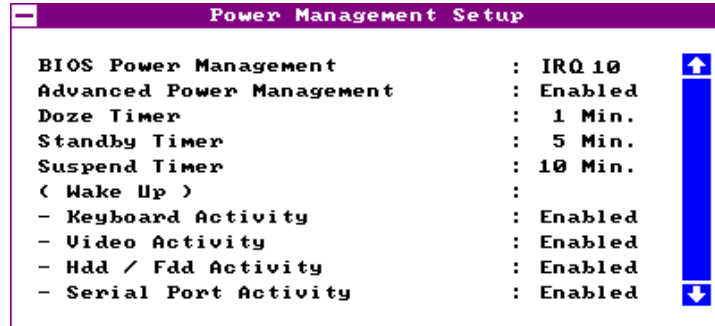 Power Management Setup
BIOS Power Management : IRQ 10
Advanced Power Management : Enabled
Doze Timer : 1 Min.
Standby Timer : 5 Min.
Suspend Timer : 10 Min.
( Wake Up ) :
- Keyboard Activity : Enabled
- Video Activity : Enabled
- Hdd / Fdd Activity : Enabled
- Serial Port Activity : Enabled